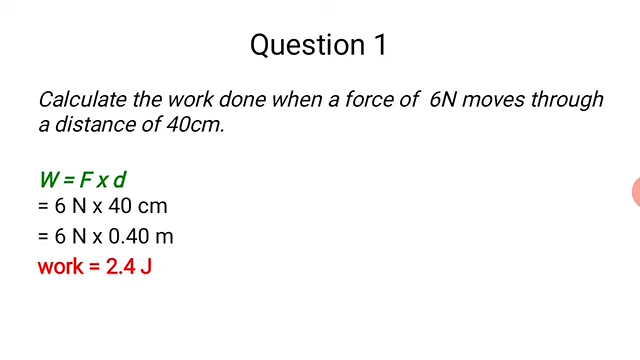 Question 1
Calculate the work done when a force of 6N moves through
a distance of 40cm.
W = F x d
= 6 N x 40 cm
= 6 N x 0.40 m
work = 2.4 J